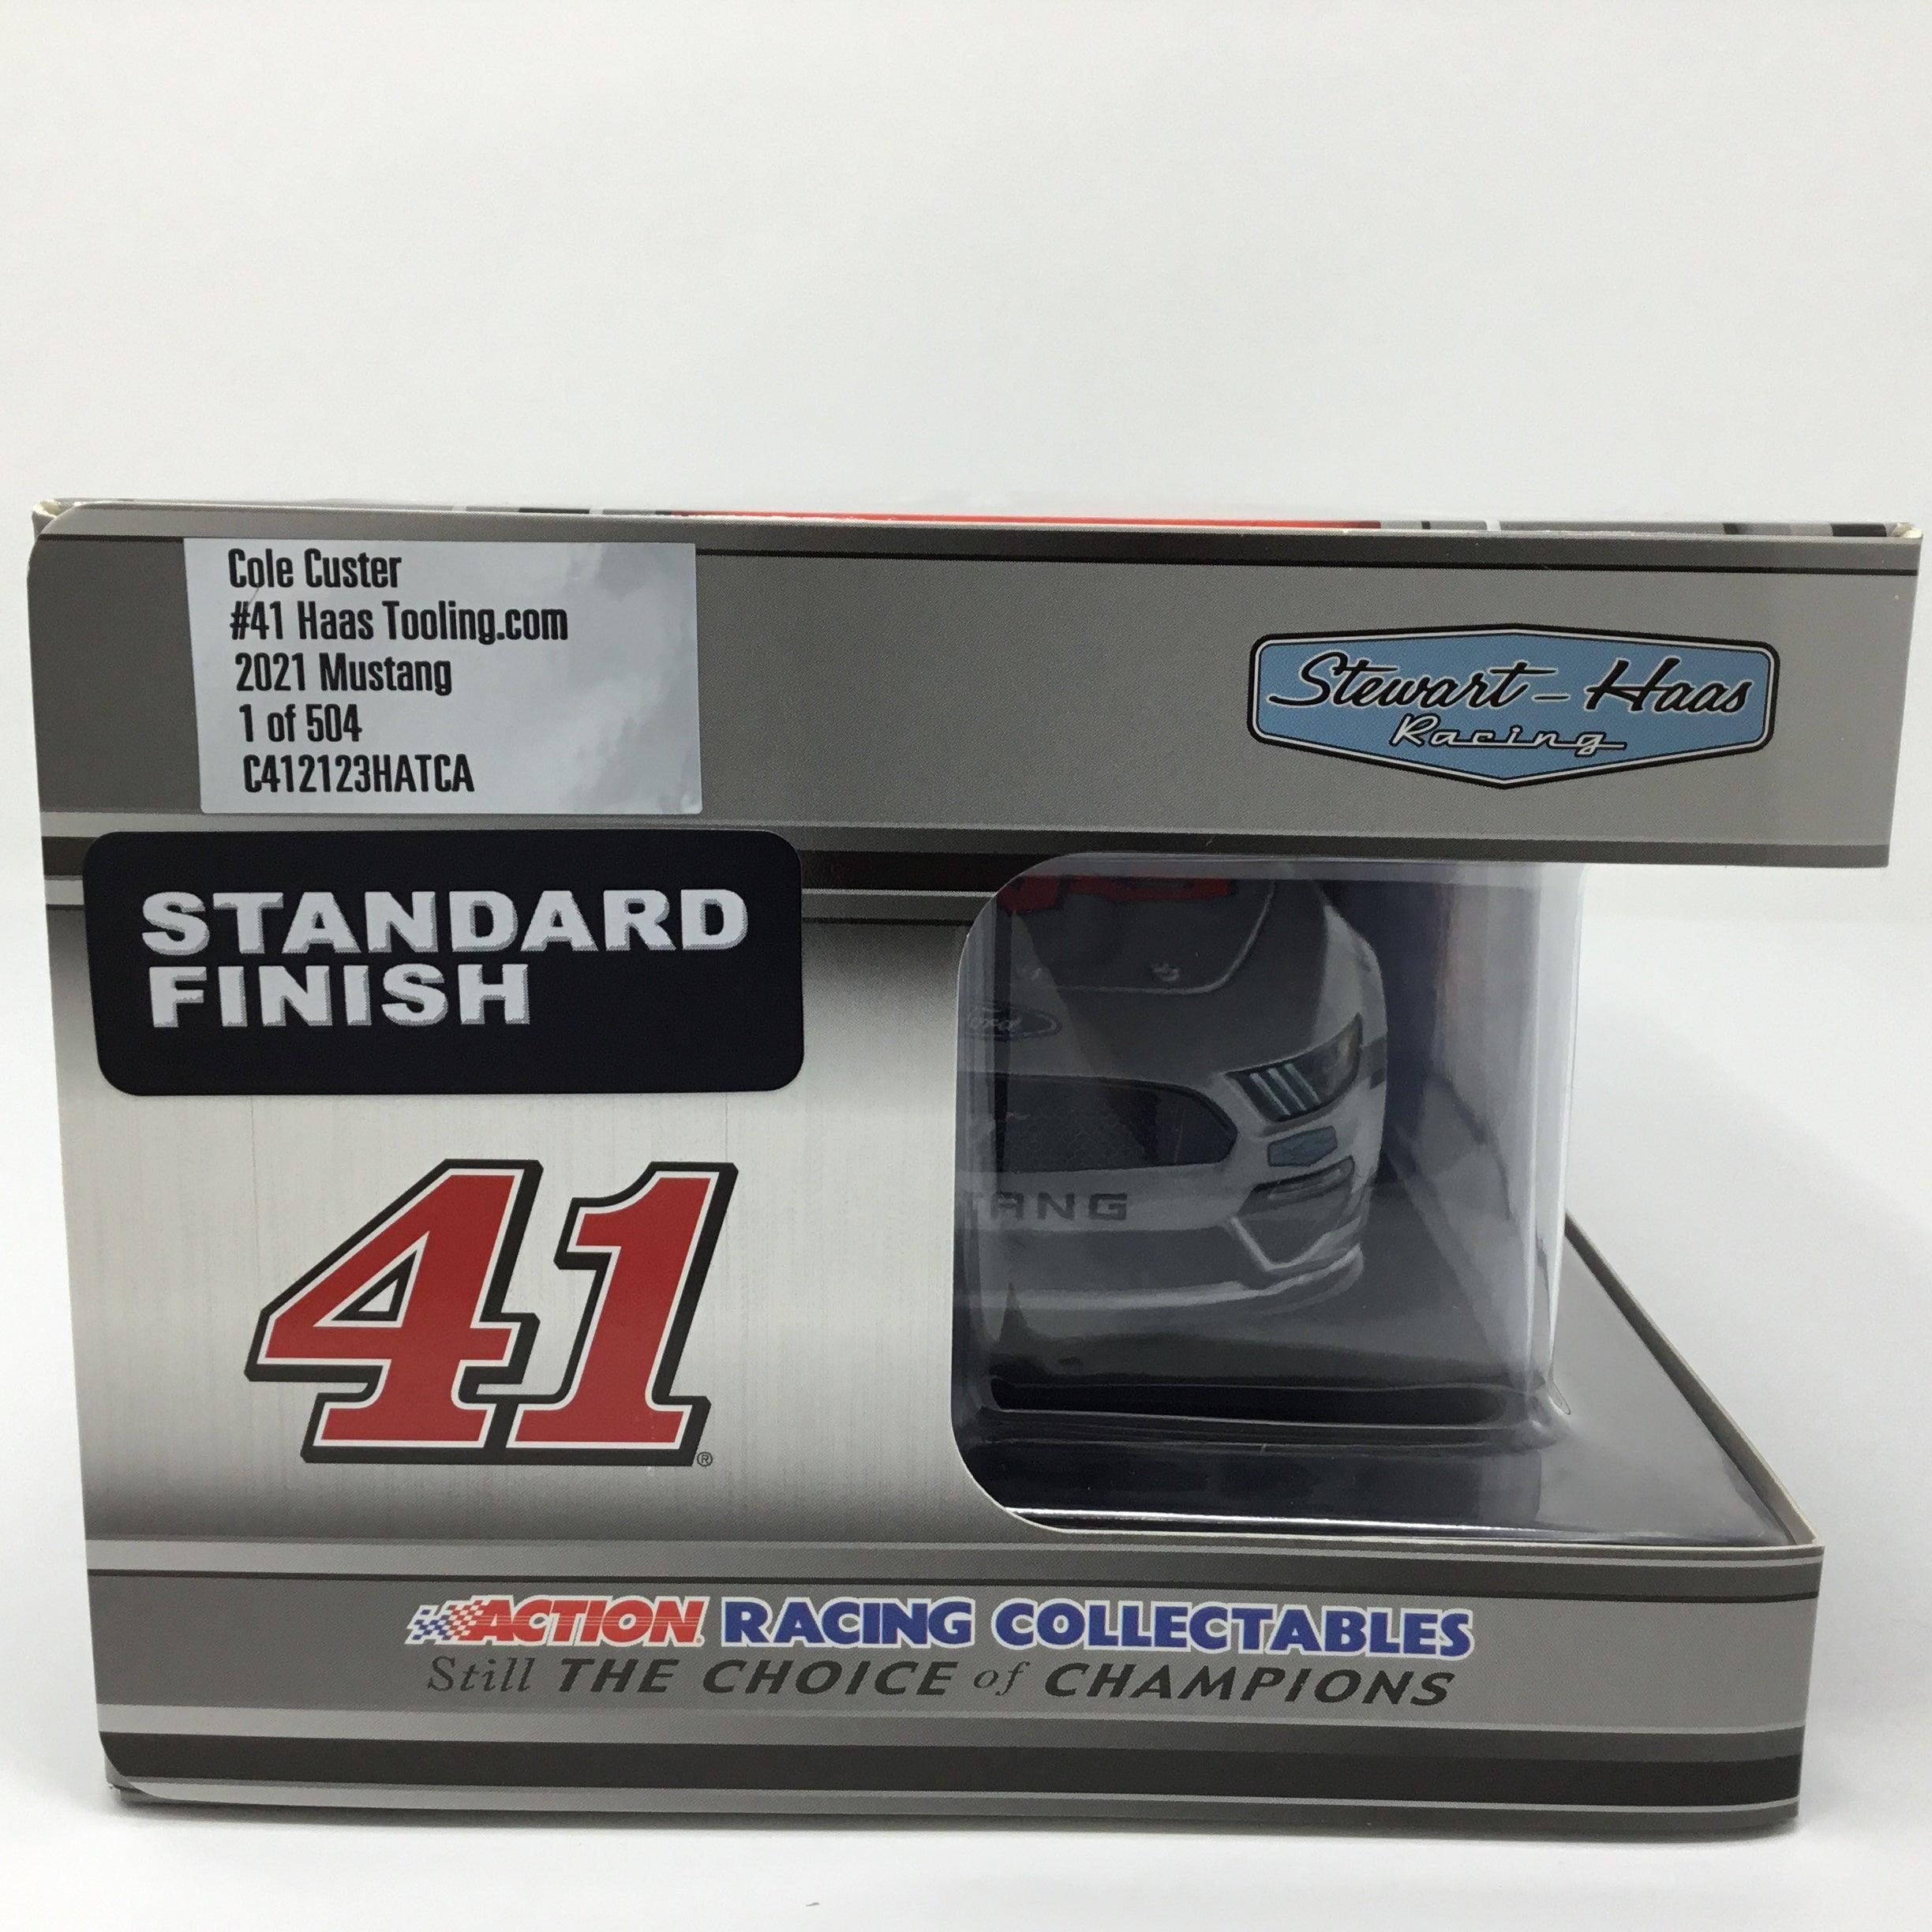 Cole Custer
#41 Haas Tooling.com
2021 Mustang
1 of 504
C412123HATCA
Stewart-Haas
Racing
STANDARD
FINISH
Ford
TANG
41®
ACTION RACING COLLECTABLES
Still THE CHOICE of CHAMPIONS